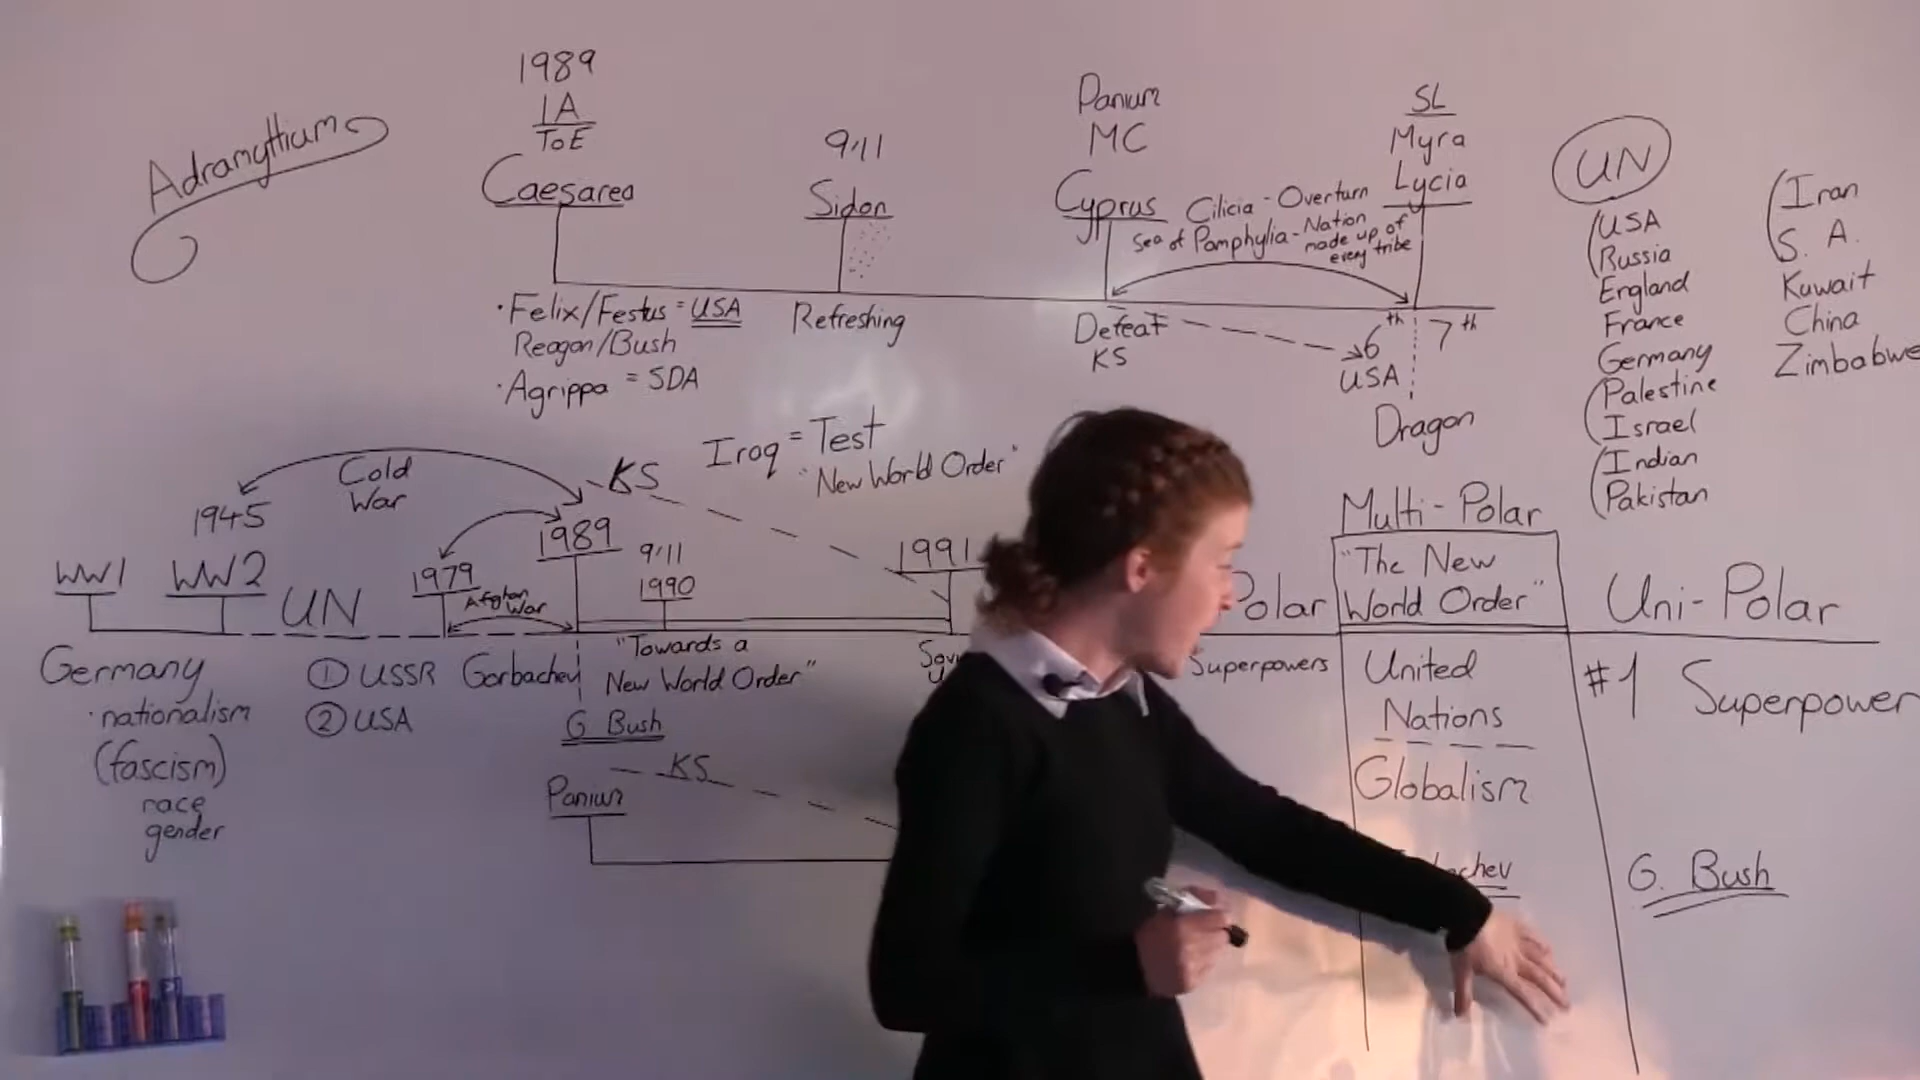 Adramyttium
1989
1A
ToE
Caesarea
9/11
Sidon
Panium
MC
Cyprus
Cilicia - Overturn
Sea of Pamphylia - Nation
made up of
every tribe
SL
Myra
Lycia
· Felix/Festus = USA
Reagan/Bush
· Agrippa = SDA
Refreshing
Defeat
KS
6th
USA
7th
Dragon
UN
USA
Russia
England
France
Germany
Palestine
Israel
Indian
Pakistan
Iran
S. A.
Kuwait
China
Zimbabwe
Iraq = Test
"New World Order"
Cold
War
KS
1945
WW1
WW2
UN
1979
Afghan
War
1989
9/11
1990
1991
Germany
· nationalism
(fascism)
race
gender
① USSR
② USA
Gorbachev
"Towards a
New World Order"
G Bush
KS
Panium
Polar
Superpowers
Multi-Polar
"The New
World Order"
United
Nations
Globalism
chev
Uni-Polar
#1 Superpower
G. Bush